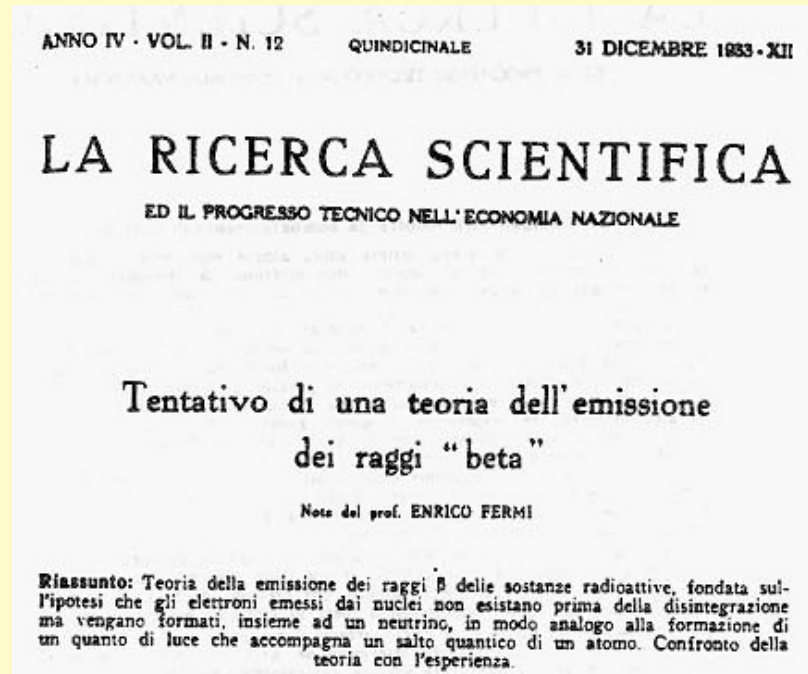 ANNO IV - VOL. II - N. 12 QUINDICINALE 31 DICEMBRE 1933 - XII
LA RICERCA SCIENTIFICA
ED IL PROGRESSO TECNICO NELL'ECONOMIA NAZIONALE
Tentativo di una teoria dell'emissione
dei raggi “beta”
Note del prof. ENRICO FERMI
Riassunto: Teoria della emissione dei raggi β delle sostanze radioattive, fondata sul-
l'ipotesi che gli elettroni emessi dai nuclei non esistano prima della disintegrazione
ma vengano formati, insieme ad un neutrino, in modo analogo alla formazione di
un quanto di luce che accompagna un salto quantico di un atomo. Confronto della
teoria con l'esperienza.